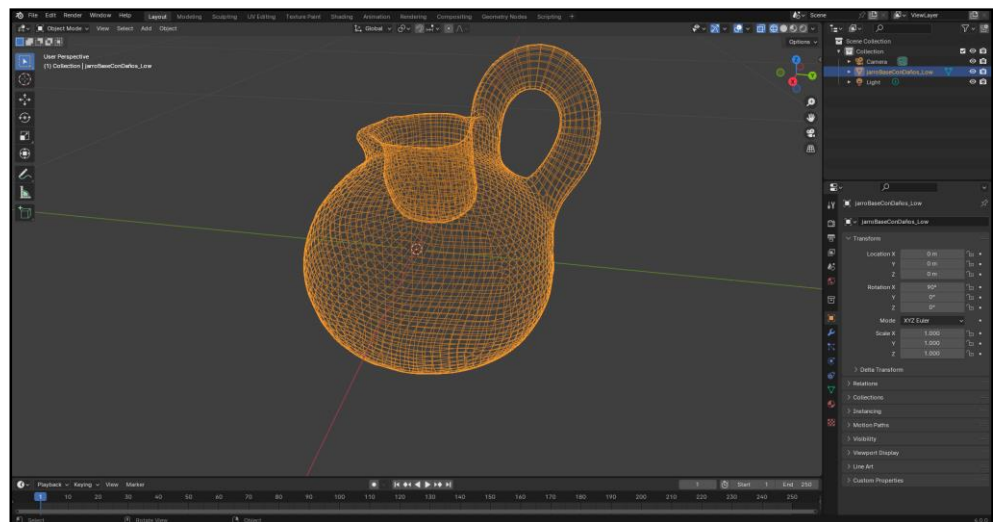 File Edit Render Window Help Layout Modeling Sculpting UV Editing Texture Paint Shading Animation Rendering Compositing Geometry Nodes Scripting + Scene ViewLayer
Object Mode View Select Add Object Global
Options
User Perspective
(1) Collection | jarroBaseConDaños_Low
Z
Y
X
Scene Collection
Collection
Camera
jarroBaseConDaños_Low
Light
jarroBaseConDaños_Low
jarroBaseConDaños_Low
Transform
Location X 0 m
Y 0 m
Z 0 m
Rotation X 90°
Y 0°
Z 0°
Mode XYZ Euler
Scale X 1.000
Y 1.000
Z 1.000
Delta Transform
Relations
Collections
Instancing
Motion Paths
Visibility
Viewport Display
Line Art
Custom Properties
Playback Keying View Marker 1 Start 1 End 250
1 10 20 30 40 50 60 70 80 90 100 110 120 130 140 150 160 170 180 190 200 210 220 230 240 250
Select Rotate View Object